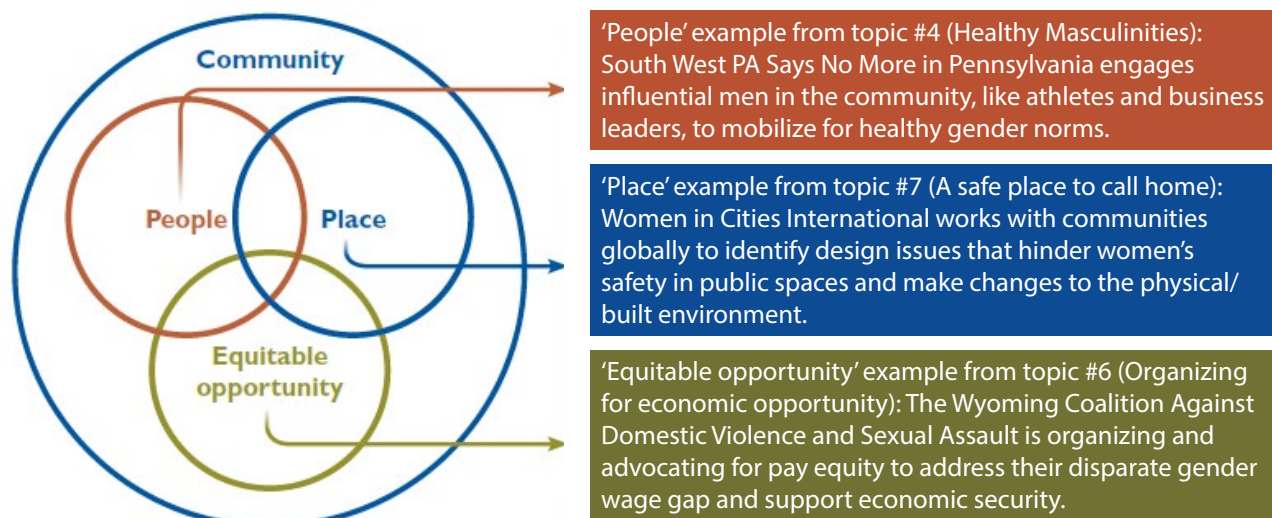 Community
People
Place
Equitable
opportunity
‘People’ example from topic #4 (Healthy Masculinities):
South West PA Says No More in Pennsylvania engages
influential men in the community, like athletes and business
leaders, to mobilize for healthy gender norms.
‘Place’ example from topic #7 (A safe place to call home):
Women in Cities International works with communities
globally to identify design issues that hinder women’s
safety in public spaces and make changes to the physical/
built environment.
‘Equitable opportunity’ example from topic #6 (Organizing
for economic opportunity): The Wyoming Coalition Against
Domestic Violence and Sexual Assault is organizing and
advocating for pay equity to address their disparate gender
wage gap and support economic security.